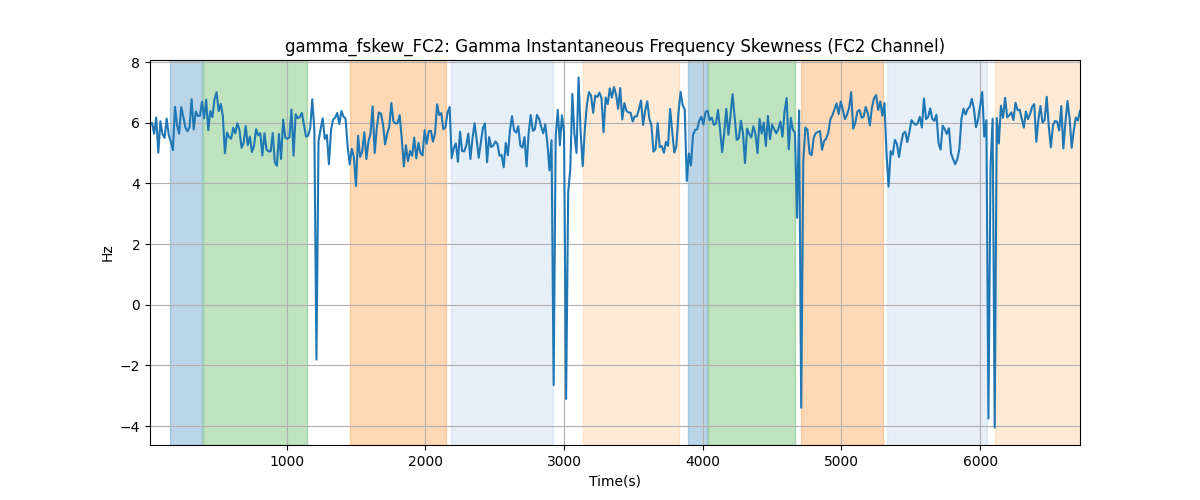 gamma_fskew_FC2: Gamma Instantaneous Frequency Skewness (FC2 Channel)
8
6
4
2
0
−2
−4
Hz
1000 2000 3000 4000 5000 6000
Time(s)